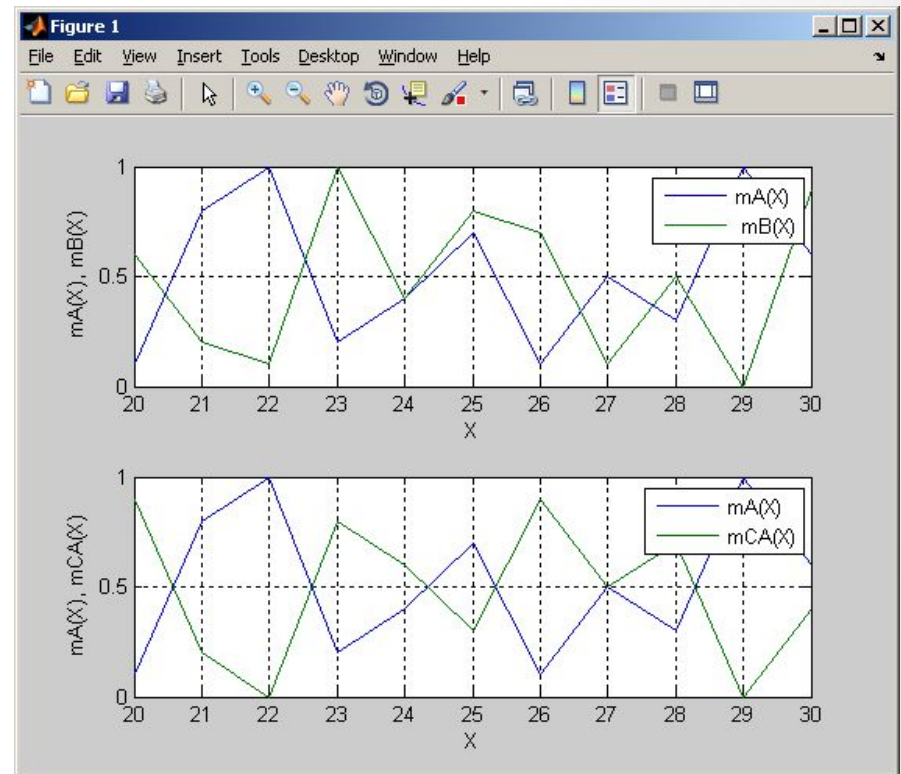 Figure 1
File Edit View Insert Tools Desktop Window Help
1
0.5
0
mA(X), mB(X)
mA(X)
mB(X)
20 21 22 23 24 25 26 27 28 29 30
X
1
0.5
0
mA(X), mCA(X)
mA(X)
mCA(X)
20 21 22 23 24 25 26 27 28 29 30
X